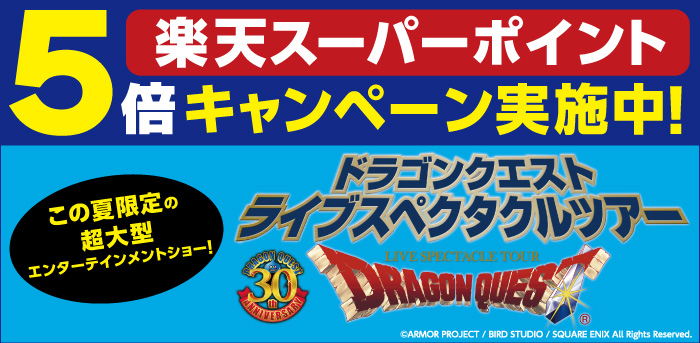 楽天スーパーポイント
5倍キャンペーン実施中!
この夏限定の
超大型
エンターテインメントショー!
ドラゴンクエスト
ライブスペクタクルツアー
LIVE SPECTACLE TOUR
DRAGON QUEST
®
DRAGON QUEST
30th
ANNIVERSARY
©ARMOR PROJECT / BIRD STUDIO / SQUARE ENIX All Rights Reserved.